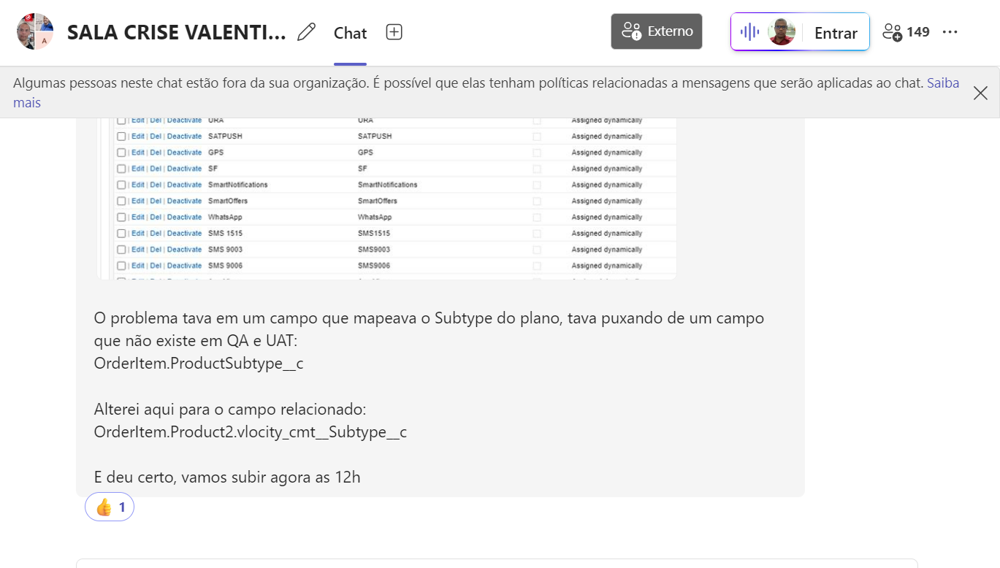 SALA CRISE VALENTI... Chat Externo Entrar 149
A
Algumas pessoas neste chat estão fora da sua organização. É possível que elas tenham políticas relacionadas a mensagens que serão aplicadas ao chat. Saiba
mais
| Edit | Del | Deactivate URA URA Assigned dynamically
| Edit | Del | Deactivate SATPUSH SATPUSH Assigned dynamically
| Edit | Del | Deactivate GPS GPS Assigned dynamically
| Edit | Del | Deactivate SF SF Assigned dynamically
| Edit | Del | Deactivate SmartNotifications SmartNotifications Assigned dynamically
| Edit | Del | Deactivate SmartOffers SmartOffers Assigned dynamically
| Edit | Del | Deactivate WhatsApp WhatsApp Assigned dynamically
| Edit | Del | Deactivate SMS 1515 SMS1515 Assigned dynamically
| Edit | Del | Deactivate SMS 9003 SMS9003 Assigned dynamically
| Edit | Del | Deactivate SMS 9006 SMS9006 Assigned dynamically
O problema tava em um campo que mapeava o Subtype do plano, tava puxando de um campo
que não existe em QA e UAT:
OrderItem.ProductSubtype__c
Alterei aqui para o campo relacionado:
OrderItem.Product2.vlocity_cmt__Subtype__c
E deu certo, vamos subir agora as 12h
👍 1